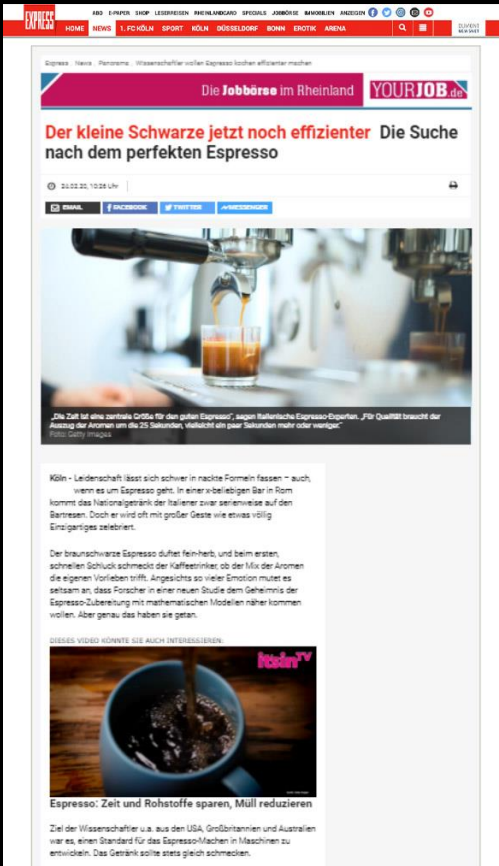 ABO E-PAPER SHOP LESERREISEN RHEINLANDCARD SPECIALS JOBBÖRSE IMMOBILIEN ANZEIGEN
EXPRESS
HOME NEWS 1. FC KÖLN SPORT KÖLN DÜSSELDORF BONN EROTIK ARENA
Express News Panorama Wissenschaftler wollen Espresso kochen effizienter machen
Die Jobbörse im Rheinland YOURJOB.de
Der kleine Schwarze jetzt noch effizienter Die Suche
nach dem perfekten Espresso
EMAIL FACEBOOK TWITTER MESSENGER
„Die Zeit ist eine zentrale Größe für den guten Espresso“, sagen italienische Espresso-Experten. „Für Qualität braucht der
Auszug der Aromen um die 25 Sekunden, vielleicht ein paar Sekunden mehr oder weniger.“
Foto: Getty Images
Köln - Leidenschaft lässt sich schwer in nackte Formeln fassen – auch,
wenn es um Espresso geht. In einer x-beliebigen Bar in Rom
kommt das Nationalgetränk der Italiener zwar serienweise auf den
Bartresen. Doch er wird oft mit großer Geste wie etwas völlig
Einzigartiges zelebriert.
Der braunschwarze Espresso duftet fein-herb, und beim ersten,
schnellen Schluck schmeckt der Kaffeetrinker, ob der Mix der Aromen
die eigenen Vorlieben trifft. Angesichts so vieler Emotion mutet es
seltsam an, dass Forscher in einer neuen Studie dem Geheimnis der
Espresso-Zubereitung mit mathematischen Modellen näher kommen
wollen. Aber genau das haben sie getan.
DIESES VIDEO KÖNNTE SIE AUCH INTERESSIEREN:
itsinTV
Espresso: Zeit und Rohstoffe sparen, Müll reduzieren
Ziel der Wissenschaftler u.a. aus den USA, Großbritannien und Australien
war es, einen Standard für das Espresso-Machen in Maschinen zu
entwickeln. Das Getränk sollte stets gleich schmecken.